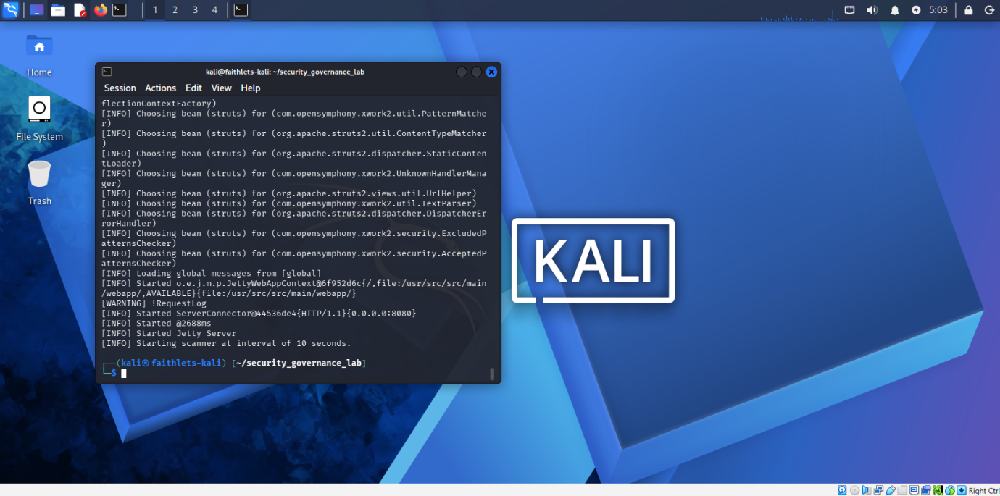 1 2 3 4
5:03
Home
File System
Trash
kali@faithlets-kali: ~/security_governance_lab
Session Actions Edit View Help
flectionContextFactory)
[INFO] Choosing bean (struts) for (com.opensymphony.xwork2.util.PatternMatche
r)
[INFO] Choosing bean (struts) for (org.apache.struts2.util.ContentTypeMatcher
)
[INFO] Choosing bean (struts) for (org.apache.struts2.dispatcher.StaticConten
tLoader)
[INFO] Choosing bean (struts) for (com.opensymphony.xwork2.UnknownHandlerMana
ger)
[INFO] Choosing bean (struts) for (org.apache.struts2.views.util.UrlHelper)
[INFO] Choosing bean (struts) for (com.opensymphony.xwork2.util.TextParser)
[INFO] Choosing bean (struts) for (org.apache.struts2.dispatcher.DispatcherEr
rorHandler)
[INFO] Choosing bean (struts) for (com.opensymphony.xwork2.security.ExcludedP
atternsChecker)
[INFO] Choosing bean (struts) for (com.opensymphony.xwork2.security.AcceptedP
atternsChecker)
[INFO] Loading global messages from [global]
[INFO] Started o.e.j.m.p.JettyWebAppContext@6f952d6c{/,file:/usr/src/src/main
/webapp/,AVAILABLE}{file:/usr/src/src/main/webapp/}
[WARNING] !RequestLog
[INFO] Started ServerConnector@44536de4{HTTP/1.1}{0.0.0.0:8080}
[INFO] Started @2688ms
[INFO] Started Jetty Server
[INFO] Starting scanner at interval of 10 seconds.
┌──(kali㉿faithlets-kali)-[~/security_governance_lab]
└─$
KALI
Right Ctrl